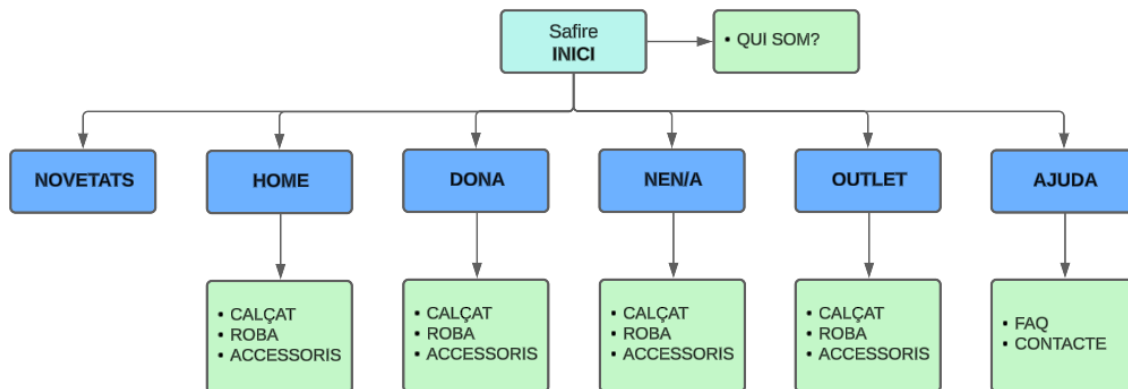 Safire
INICI
• QUI SOM?
NOVETATS
HOME
DONA
NEN/A
OUTLET
AJUDA
• CALÇAT
• ROBA
• ACCESSORIS
• CALÇAT
• ROBA
• ACCESSORIS
• CALÇAT
• ROBA
• ACCESSORIS
• CALÇAT
• ROBA
• ACCESSORIS
• FAQ
• CONTACTE